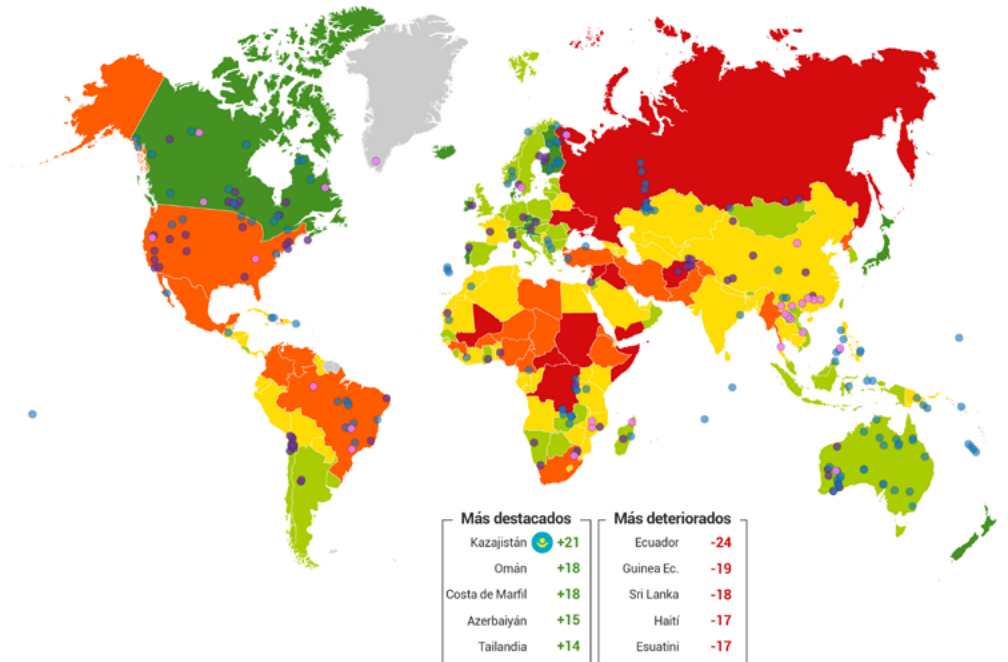 Más destacados
Kazajistán +21
Omán +18
Costa de Marfil +18
Azerbaiyán +15
Tailandia +14
Más deteriorados
Ecuador -24
Guinea Ec. -19
Sri Lanka -18
Haití -17
Esuatini -17